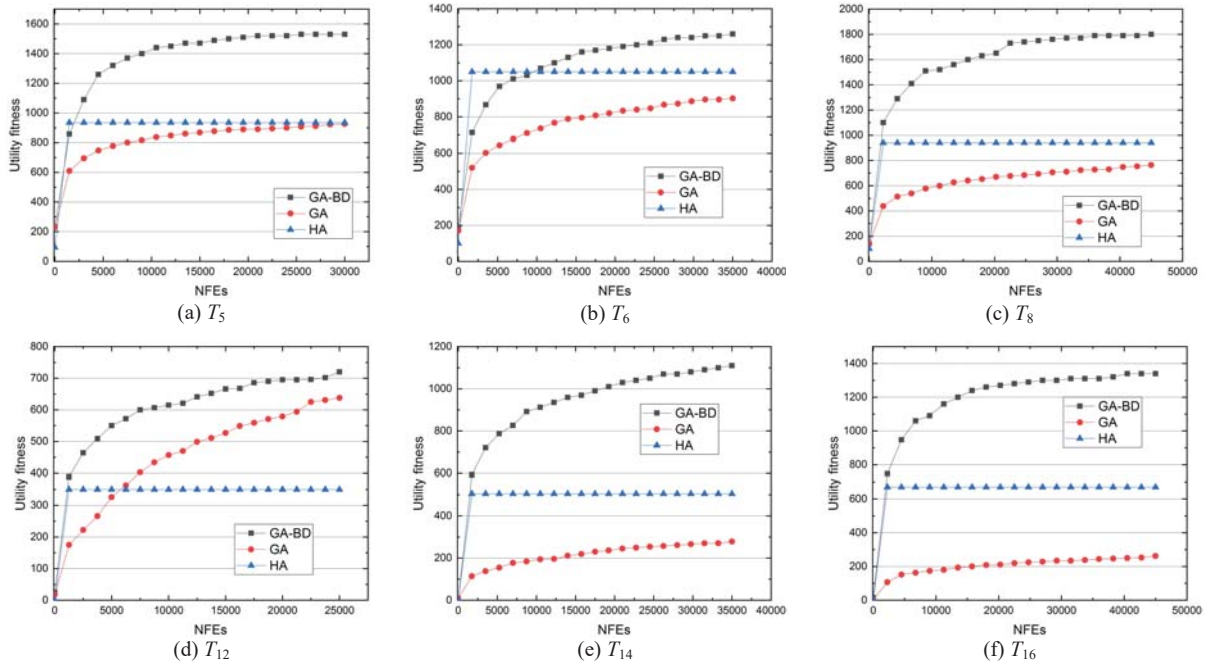 1600
1400
1200
1000
800
600
400
200
0
Utility fitness
GA-BD
GA
HA
0 5000 10000 15000 20000 25000 30000
NFEs
(a) T5
1400
1200
1000
800
600
400
200
0
Utility fitness
GA-BD
GA
HA
0 5000 10000 15000 20000 25000 30000 35000 40000
NFEs
(b) T6
2000
1800
1600
1400
1200
1000
800
600
400
200
0
Utility fitness
GA-BD
GA
HA
0 10000 20000 30000 40000 50000
NFEs
(c) T8
800
700
600
500
400
300
200
100
0
Utility fitness
GA-BD
GA
HA
0 5000 10000 15000 20000 25000
NFEs
(d) T12
1200
1000
800
600
400
200
0
Utility fitness
GA-BD
GA
HA
0 5000 10000 15000 20000 25000 30000 35000 40000
NFEs
(e) T14
1400
1200
1000
800
600
400
200
0
Utility fitness
GA-BD
GA
HA
0 10000 20000 30000 40000 50000
NFEs
(f) T16